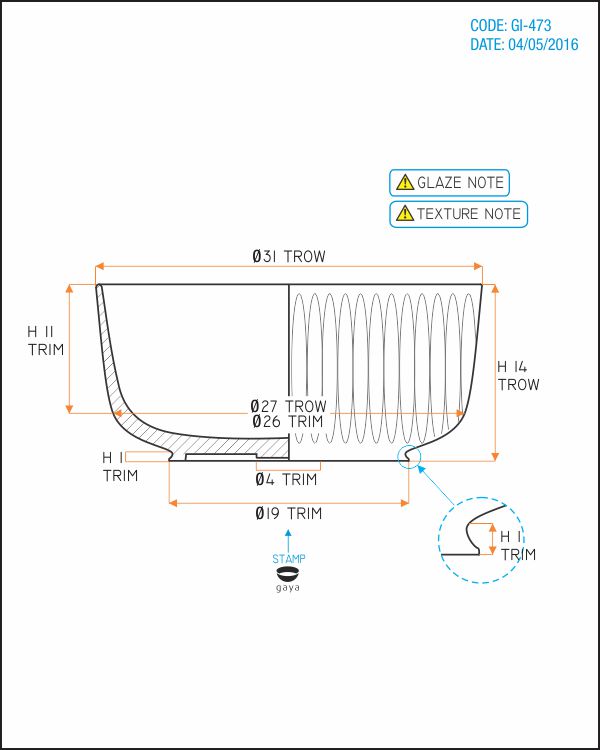 CODE: GI-473
DATE: 04/05/2016
GLAZE NOTE
TEXTURE NOTE
Ø31 TROW
H 11
TRIM
H 14
TROW
Ø27 TROW
Ø26 TRIM
H 1
TRIM
Ø4 TRIM
Ø19 TRIM
H 1
TRIM
STAMP
gaya